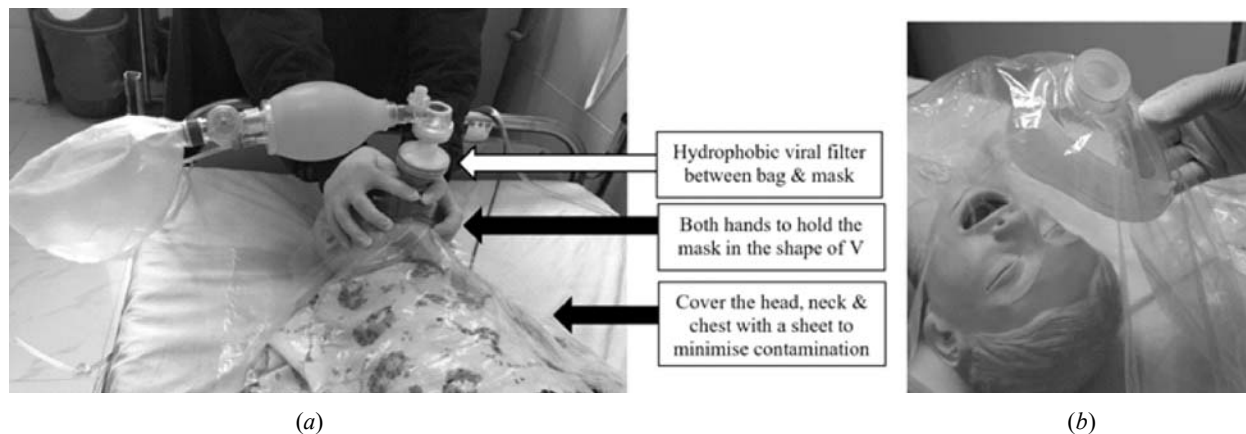 Hydrophobic viral filter
between bag & mask
Both hands to hold the
mask in the shape of V
Cover the head, neck &
chest with a sheet to
minimise contamination
(a)
(b)